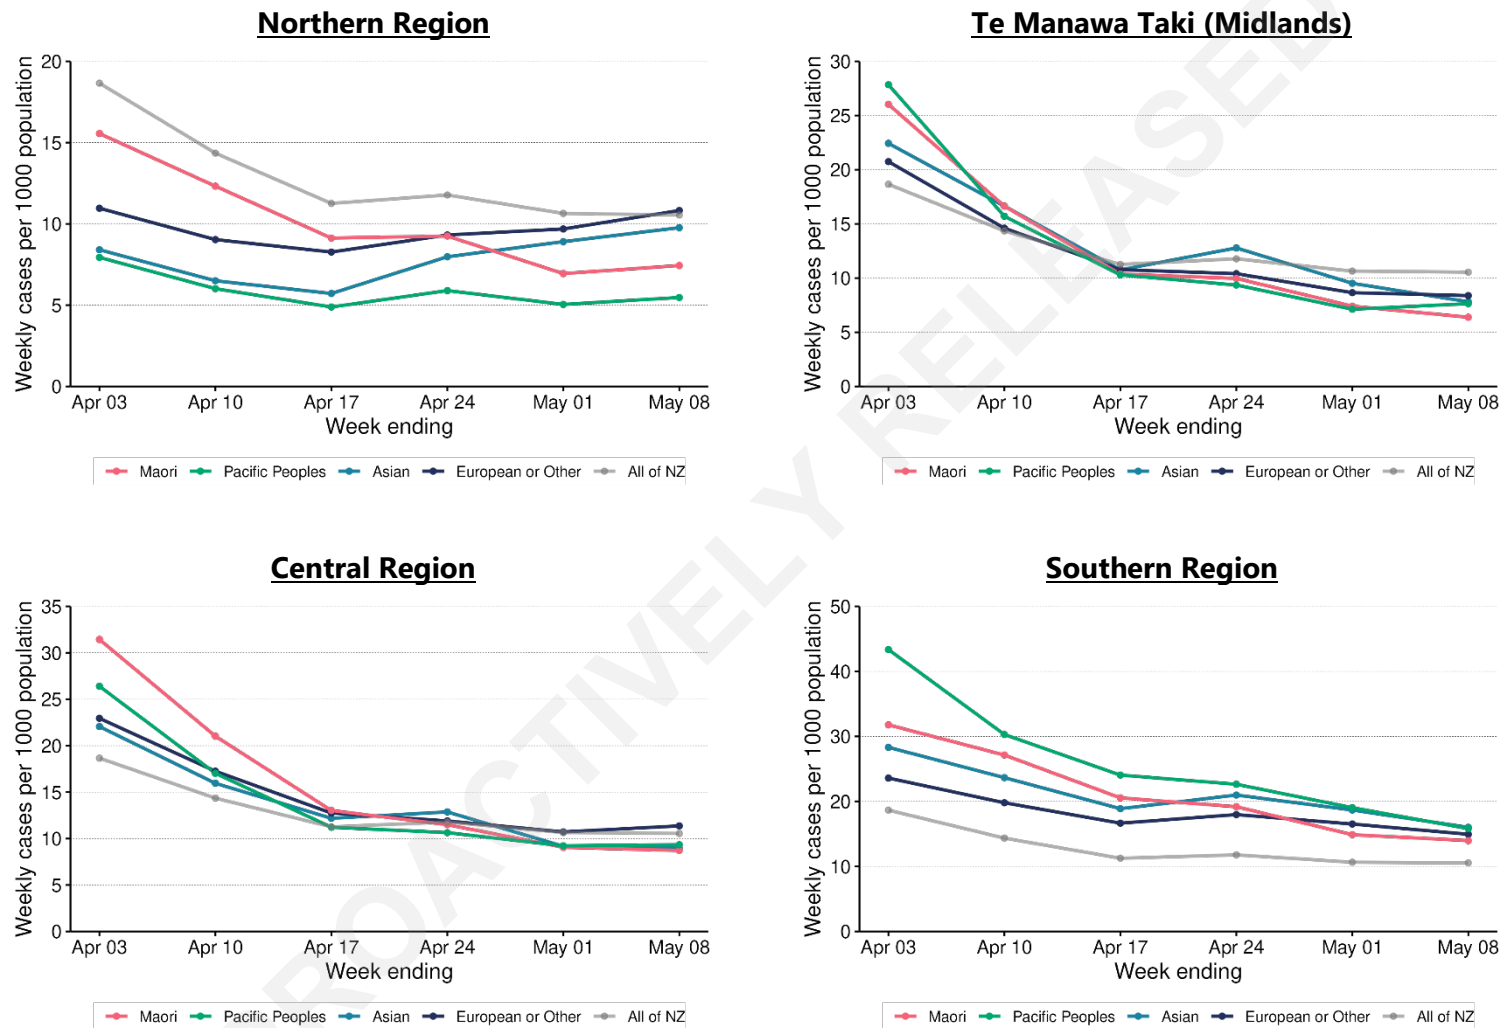 Northern Region
Weekly cases per 1000 population
20
15
10
5
0
Apr 03 Apr 10 Apr 17 Apr 24 May 01 May 08
Week ending
Maori Pacific Peoples Asian European or Other All of NZ
Te Manawa Taki (Midlands)
Weekly cases per 1000 population
30
25
20
15
10
5
0
Apr 03 Apr 10 Apr 17 Apr 24 May 01 May 08
Week ending
Maori Pacific Peoples Asian European or Other All of NZ
Central Region
Weekly cases per 1000 population
35
30
25
20
15
10
5
0
Apr 03 Apr 10 Apr 17 Apr 24 May 01 May 08
Week ending
Maori Pacific Peoples Asian European or Other All of NZ
Southern Region
Weekly cases per 1000 population
50
40
30
20
10
0
Apr 03 Apr 10 Apr 17 Apr 24 May 01 May 08
Week ending
Maori Pacific Peoples Asian European or Other All of NZ
ROACTIVELY RELEASED